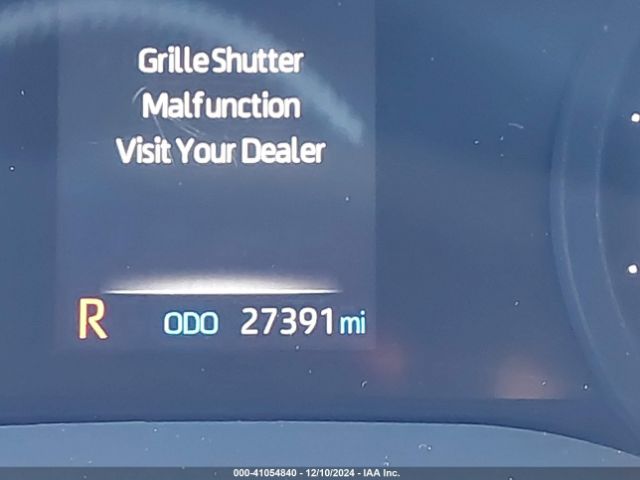 Grille Shutter
Malfunction
Visit Your Dealer
R ODO 27391 mi
000-41054840 - 12/10/2024 - IAA Inc.